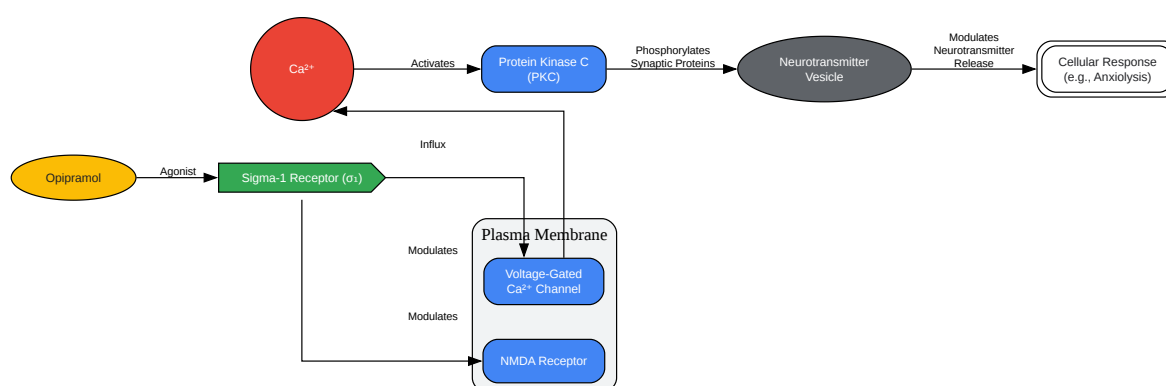 Ca²⁺
Activates
Protein Kinase C
(PKC)
Phosphorylates
Synaptic Proteins
Neurotransmitter
Vesicle
Modulates
Neurotransmitter
Release
Cellular Response
(e.g., Anxiolysis)
Influx
Opipramol
Agonist
Sigma-1 Receptor (σ₁)
Plasma Membrane
Modulates
Voltage-Gated
Ca²⁺ Channel
Modulates
NMDA Receptor